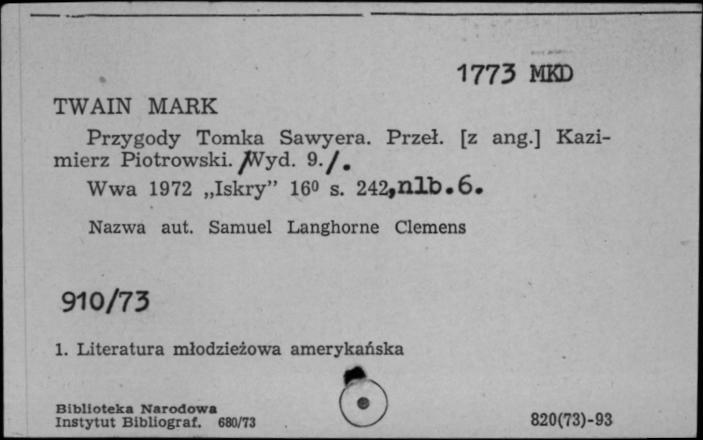 1773 MKD
TWAIN MARK
Przygody Tomka Sawyera. Przeł. [z ang.] Kazi-
mierz Piotrowski. /Wyd. 9./.
Wwa 1972 „Iskry” 16⁰ s. 242,nlb.6.
Nazwa aut. Samuel Langhorne Clemens
910/73
1. Literatura młodzieżowa amerykańska
Biblioteka Narodowa
Instytut Bibliograf. 680/73
820(73)-93